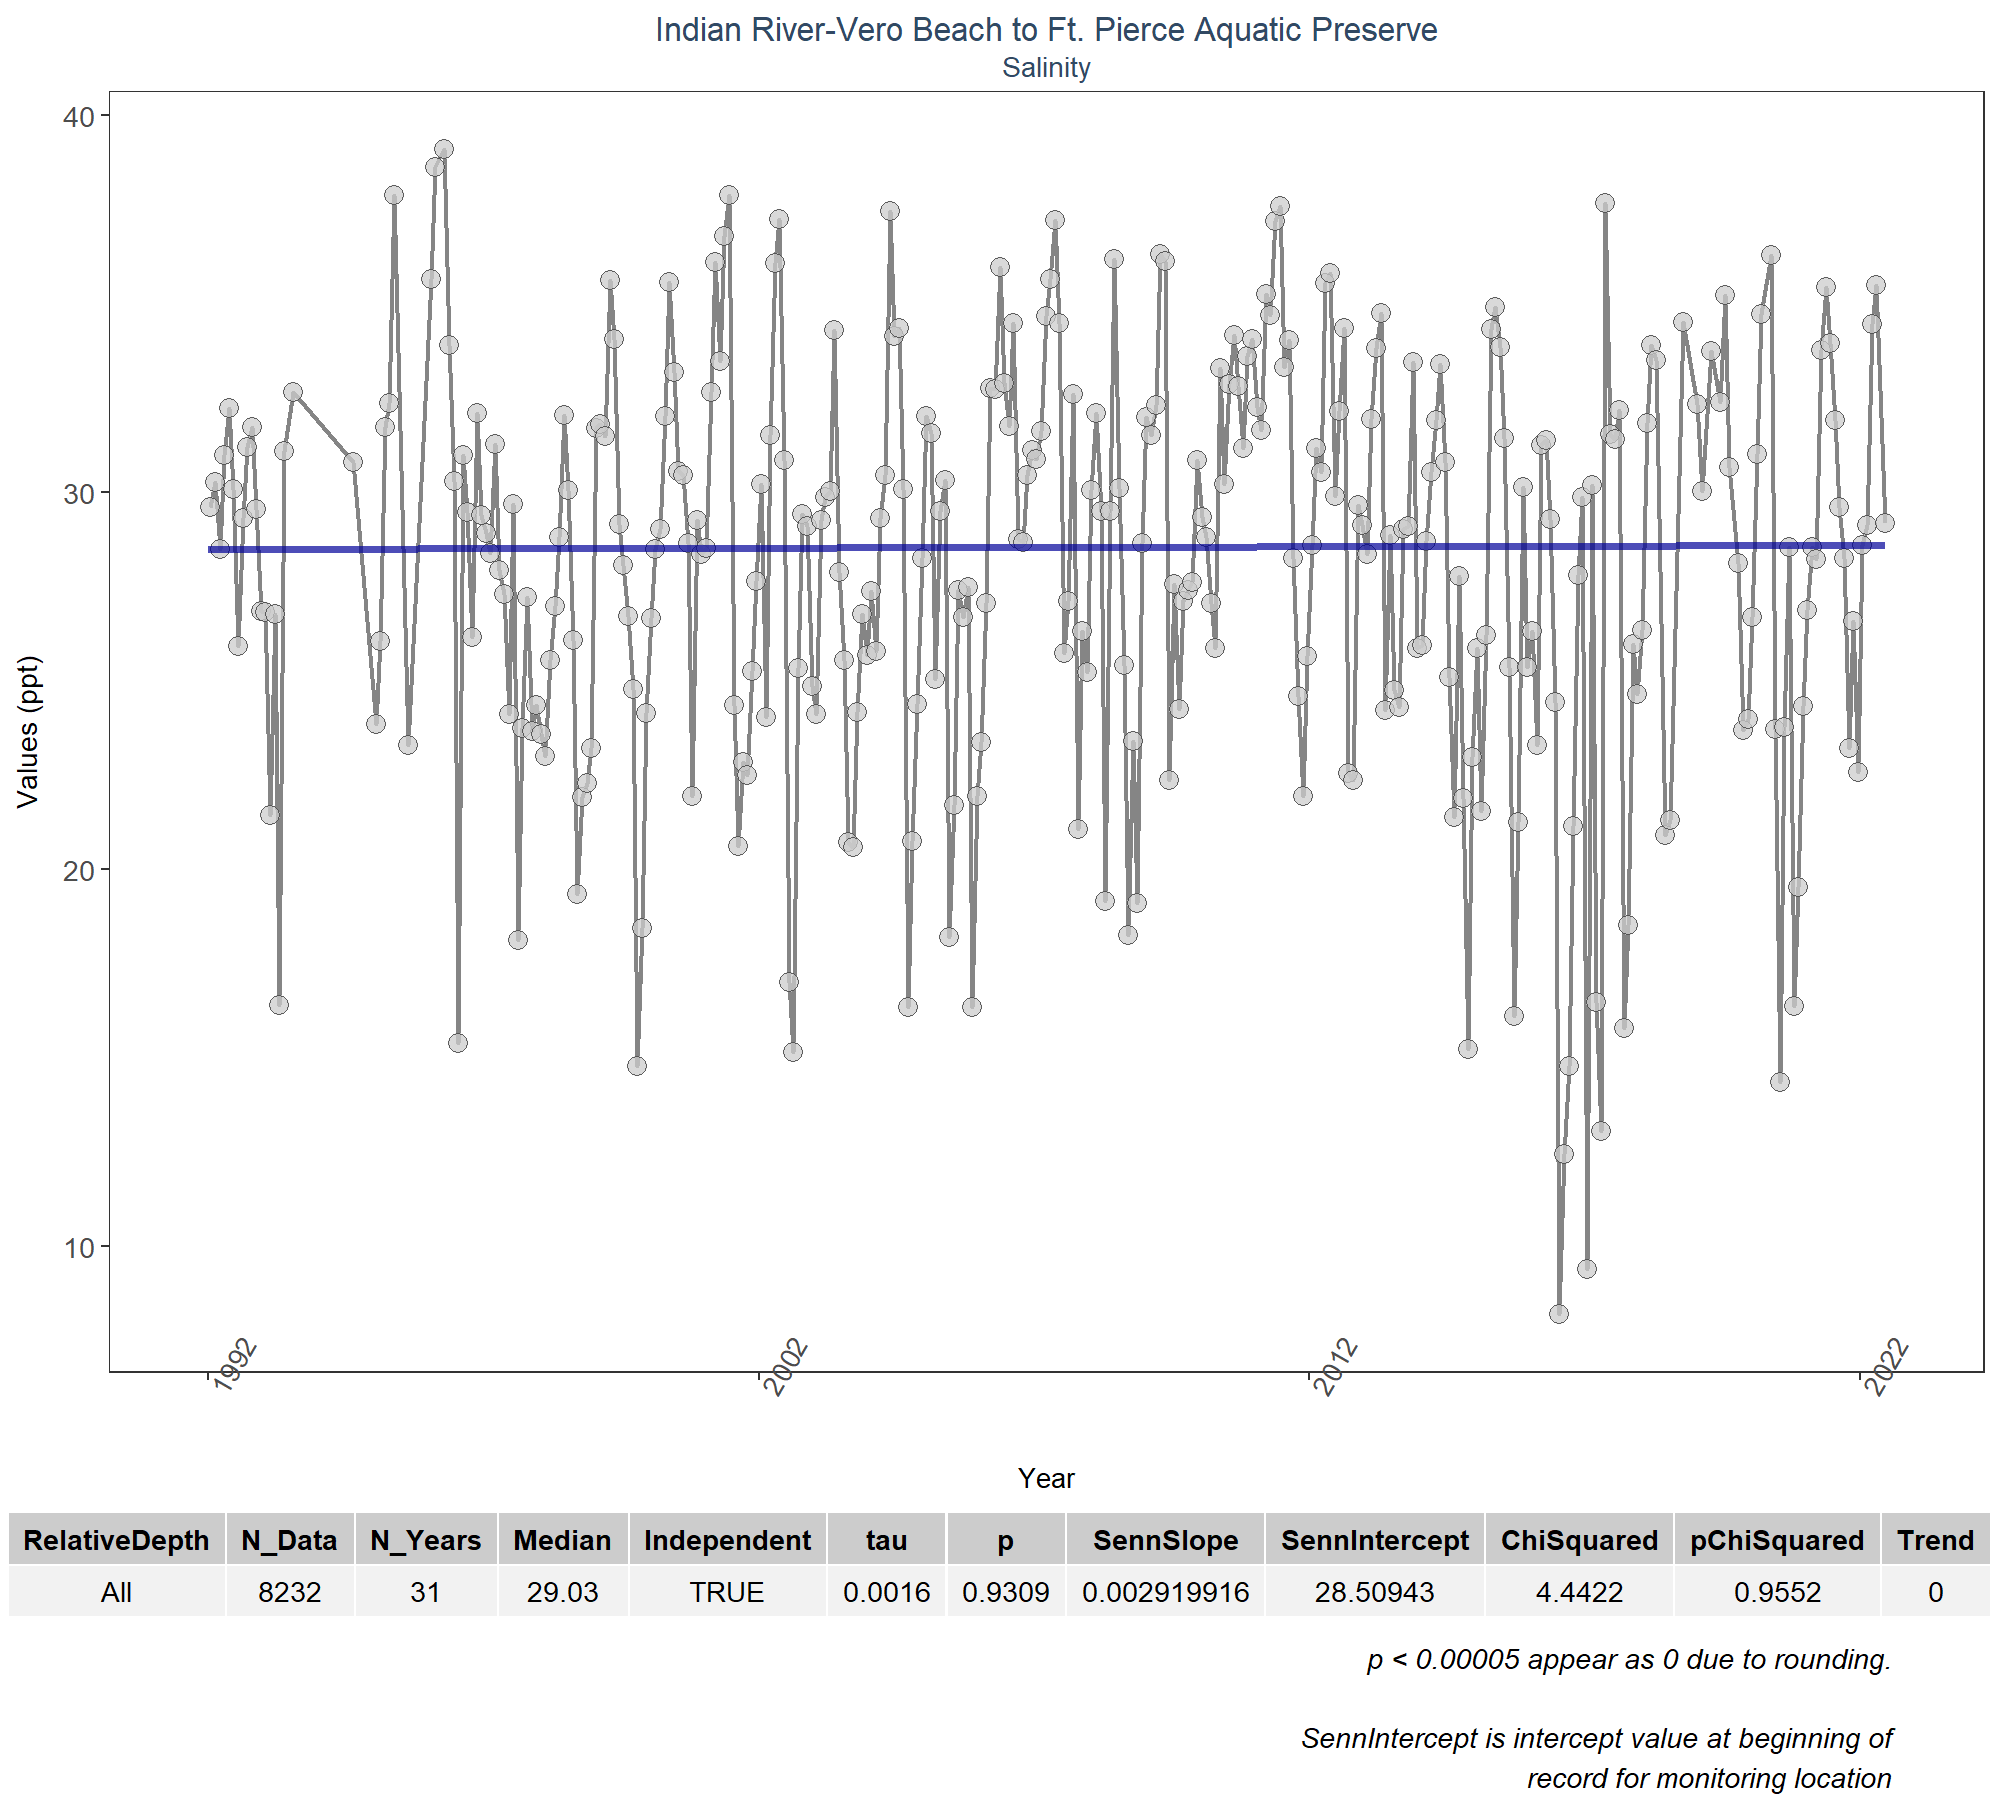 Indian River-Vero Beach to Ft. Pierce Aquatic Preserve
Salinity
40
30
20
10
Values (ppt)
1992 2002 2012 2022
Year
RelativeDepth N_Data N_Years Median Independent tau p SennSlope SennIntercept ChiSquared pChiSquared Trend
All 8232 31 29.03 TRUE 0.0016 0.9309 0.002919916 28.50943 4.4422 0.9552 0
p < 0.00005 appear as 0 due to rounding.
SennIntercept is intercept value at beginning of
record for monitoring location